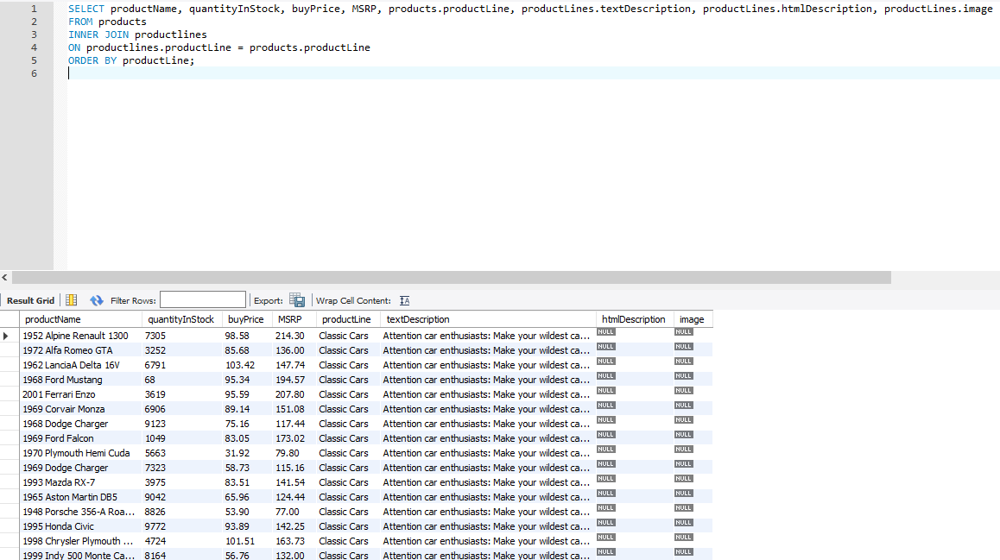 1 SELECT productName, quantityInStock, buyPrice, MSRP, products.productLine, productLines.textDescription, productLines.htmlDescription, productLines.image
2 FROM products
3 INNER JOIN productlines
4 ON productlines.productLine = products.productLine
5 ORDER BY productLine;
6
Result Grid Filter Rows: Export: Wrap Cell Content: IA
productName quantityInStock buyPrice MSRP productLine textDescription htmlDescription image
1952 Alpine Renault 1300 7305 98.58 214.30 Classic Cars Attention car enthusiasts: Make your wildest ca... NULL NULL
1972 Alfa Romeo GTA 3252 85.68 136.00 Classic Cars Attention car enthusiasts: Make your wildest ca... NULL NULL
1962 LanciaA Delta 16V 6791 103.42 147.74 Classic Cars Attention car enthusiasts: Make your wildest ca... NULL NULL
1968 Ford Mustang 68 95.34 194.57 Classic Cars Attention car enthusiasts: Make your wildest ca... NULL NULL
2001 Ferrari Enzo 3619 95.59 207.80 Classic Cars Attention car enthusiasts: Make your wildest ca... NULL NULL
1969 Corvair Monza 6906 89.14 151.08 Classic Cars Attention car enthusiasts: Make your wildest ca... NULL NULL
1968 Dodge Charger 9123 75.16 117.44 Classic Cars Attention car enthusiasts: Make your wildest ca... NULL NULL
1969 Ford Falcon 1049 83.05 173.02 Classic Cars Attention car enthusiasts: Make your wildest ca... NULL NULL
1970 Plymouth Hemi Cuda 5663 31.92 79.80 Classic Cars Attention car enthusiasts: Make your wildest ca... NULL NULL
1969 Dodge Charger 7323 58.73 115.16 Classic Cars Attention car enthusiasts: Make your wildest ca... NULL NULL
1993 Mazda RX-7 3975 83.51 141.54 Classic Cars Attention car enthusiasts: Make your wildest ca... NULL NULL
1965 Aston Martin DB5 9042 65.96 124.44 Classic Cars Attention car enthusiasts: Make your wildest ca... NULL NULL
1948 Porsche 356-A Roa... 8826 53.90 77.00 Classic Cars Attention car enthusiasts: Make your wildest ca... NULL NULL
1995 Honda Civic 9772 93.89 142.25 Classic Cars Attention car enthusiasts: Make your wildest ca... NULL NULL
1998 Chrysler Plymouth ... 4724 101.51 163.73 Classic Cars Attention car enthusiasts: Make your wildest ca... NULL NULL
1999 Indy 500 Monte Ca... 8164 56.76 132.00 Classic Cars Attention car enthusiasts: Make your wildest ca... NULL NULL